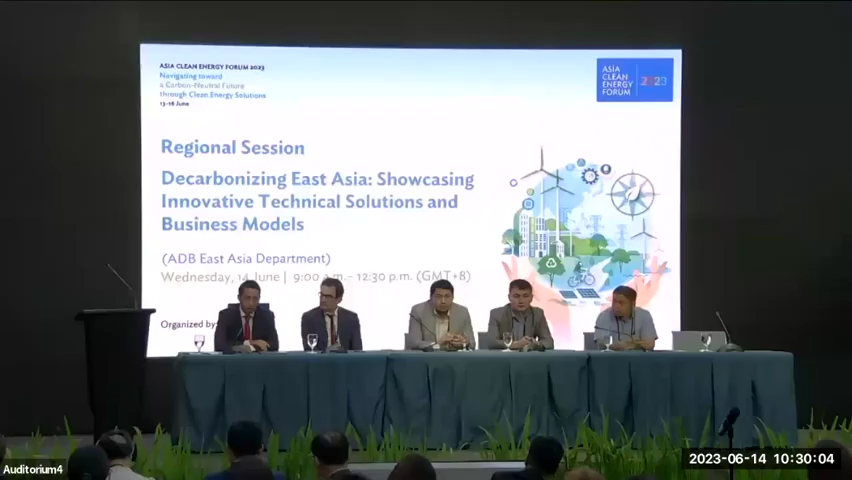 ASIA CLEAN ENERGY FORUM 2023
Navigating toward
a Carbon-Neutral Future
through Clean Energy Solutions
13-16 June
ASIA
CLEAN
ENERGY
FORUM
2023
Regional Session
Decarbonizing East Asia: Showcasing
Innovative Technical Solutions and
Business Models
(ADB East Asia Department)
Wednesday, 14 June | 9:00 a.m.– 12:30 p.m. (GMT+8)
Organized by:
Auditorium4
2023-06-14 10:30:04